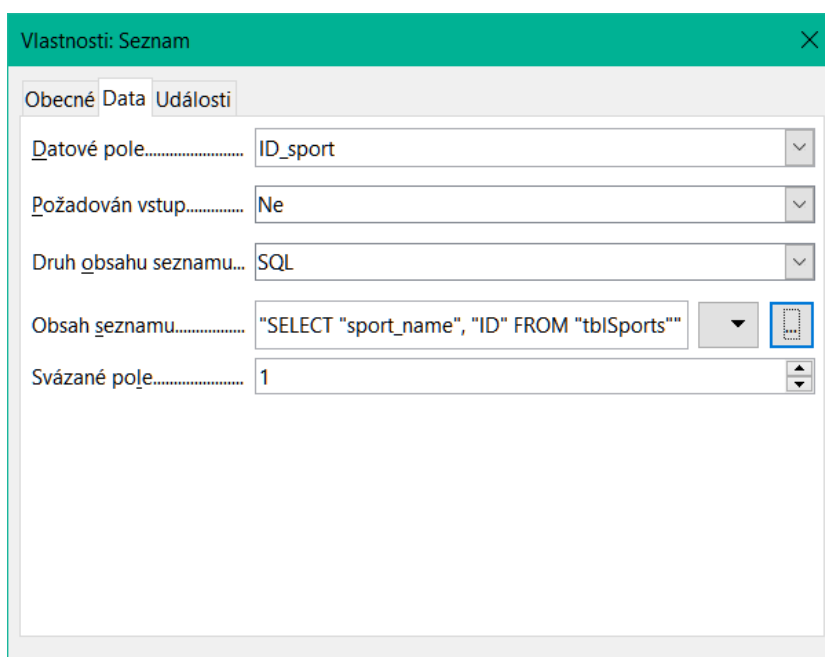 Vlastnosti: Seznam
Obecné Data Události
Datové pole........................ ID_sport
Požadován vstup.............. Ne
Druh obsahu seznamu... SQL
Obsah seznamu................. "SELECT "sport_name", "ID" FROM "tblSports"" ...
Svázané pole...................... 1